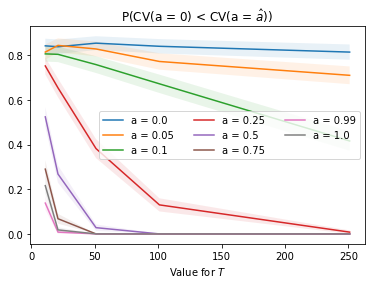 P(CV(a = 0) < CV(a = $\hat{a}$))
0.8
0.6
0.4
0.2
0.0
a = 0.0
a = 0.05
a = 0.1
a = 0.25
a = 0.5
a = 0.75
a = 0.99
a = 1.0
0 50 100 150 200 250
Value for T